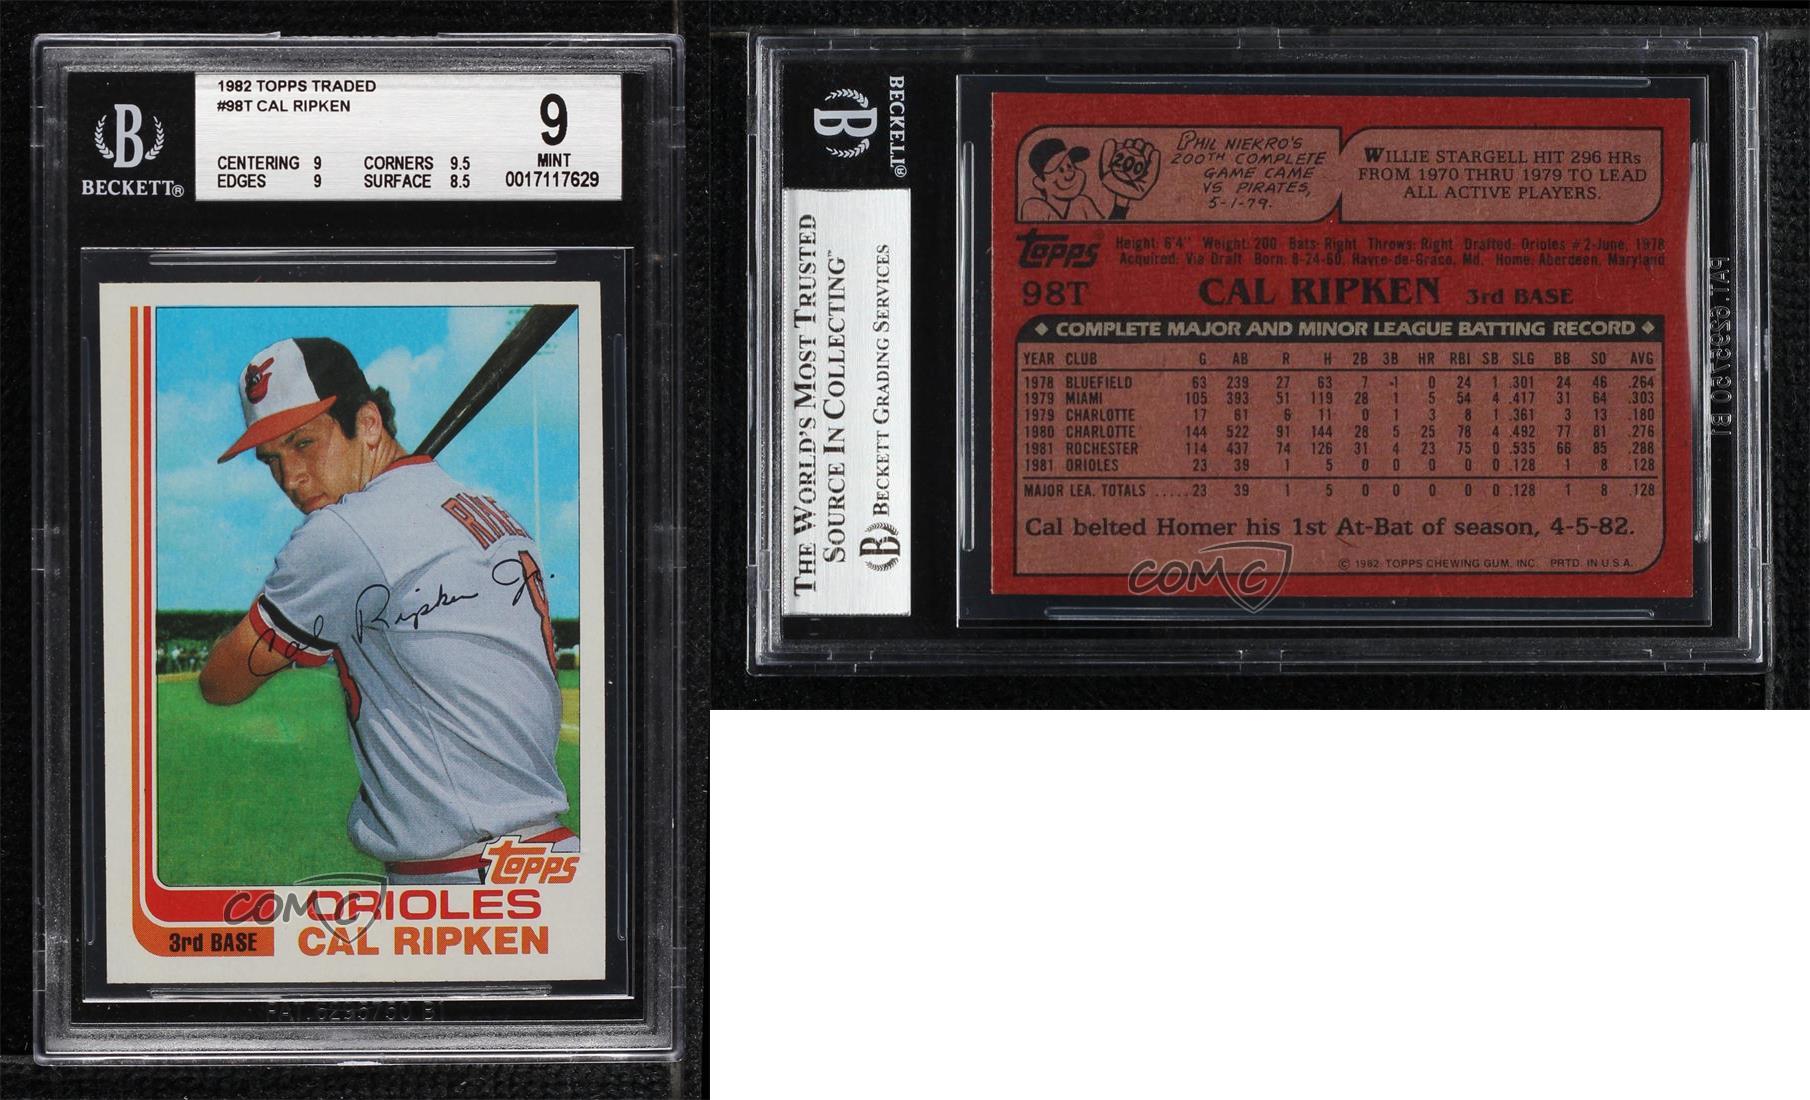 1982 TOPPS TRADED
#98T CAL RIPKEN
CENTERING 9 CORNERS 9.5
EDGES 9 SURFACE 8.5
9
MINT
0017117629
B
BECKETT®
RIPKE
Cal Ripken Jr.
topps
COMC
ORIOLES
CAL RIPKEN
3rd BASE
BECKETT®
B
THE WORLD'S MOST TRUSTED
SOURCE IN COLLECTING™
BECKETT GRADING SERVICES
B
200
PHIL NIEKRO'S
200TH COMPLETE
GAME CAME
VS PIRATES,
5-1-79.
WILLIE STARGELL HIT 296 HRs
FROM 1970 THRU 1979 TO LEAD
ALL ACTIVE PLAYERS.
topps®
Height: 6'4" Weight: 200 Bats: Right Throws: Right Drafted: Orioles #2-June, 1978
Acquired: Via Draft Born: 8-24-60, Havre-de-Grace, Md. Home: Aberdeen, Maryland
98T CAL RIPKEN 3rd BASE
COMPLETE MAJOR AND MINOR LEAGUE BATTING RECORD
YEAR CLUB G AB R H 2B 3B HR RBI SB SLG BB SO AVG
1978 BLUEFIELD 63 239 27 63 7 1 0 24 1 .301 24 46 .264
1979 MIAMI 105 393 51 119 28 1 5 54 4 .417 31 64 .303
1979 CHARLOTTE 17 61 6 11 0 1 3 8 1 .361 3 13 .180
1980 CHARLOTTE 144 522 91 144 28 5 25 78 4 .492 77 81 .276
1981 ROCHESTER 114 437 74 126 31 4 23 75 0 .535 66 85 .288
1981 ORIOLES 23 39 1 5 0 0 0 0 0 .128 1 8 .128
MAJOR LEA. TOTALS .....23 39 1 5 0 0 0 0 0 .128 1 8 .128
Cal belted Homer his 1st At-Bat of season, 4-5-82.
COMC
© 1982 TOPPS CHEWING GUM, INC. PRTD. IN U.S.A.